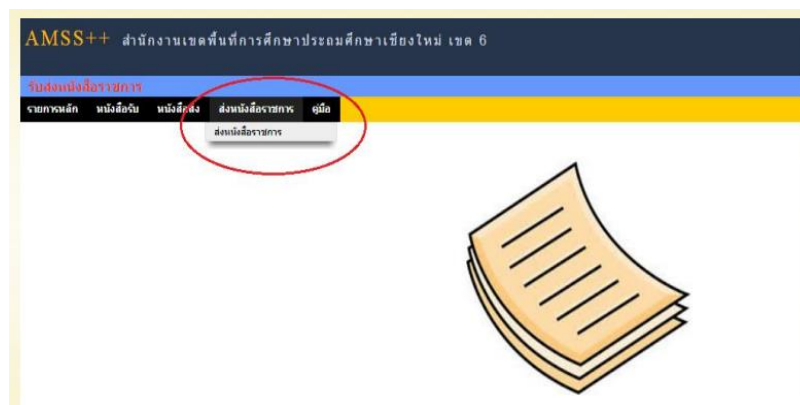 AMSS++ สำนักงานเขตพื้นที่การศึกษาประถมศึกษาเชียงใหม่ เขต 6
รับส่งหนังสือราชการ
รายการหลัก หนังสือรับ หนังสือส่ง ส่งหนังสือราชการ คู่มือ
ส่งหนังสือราชการ